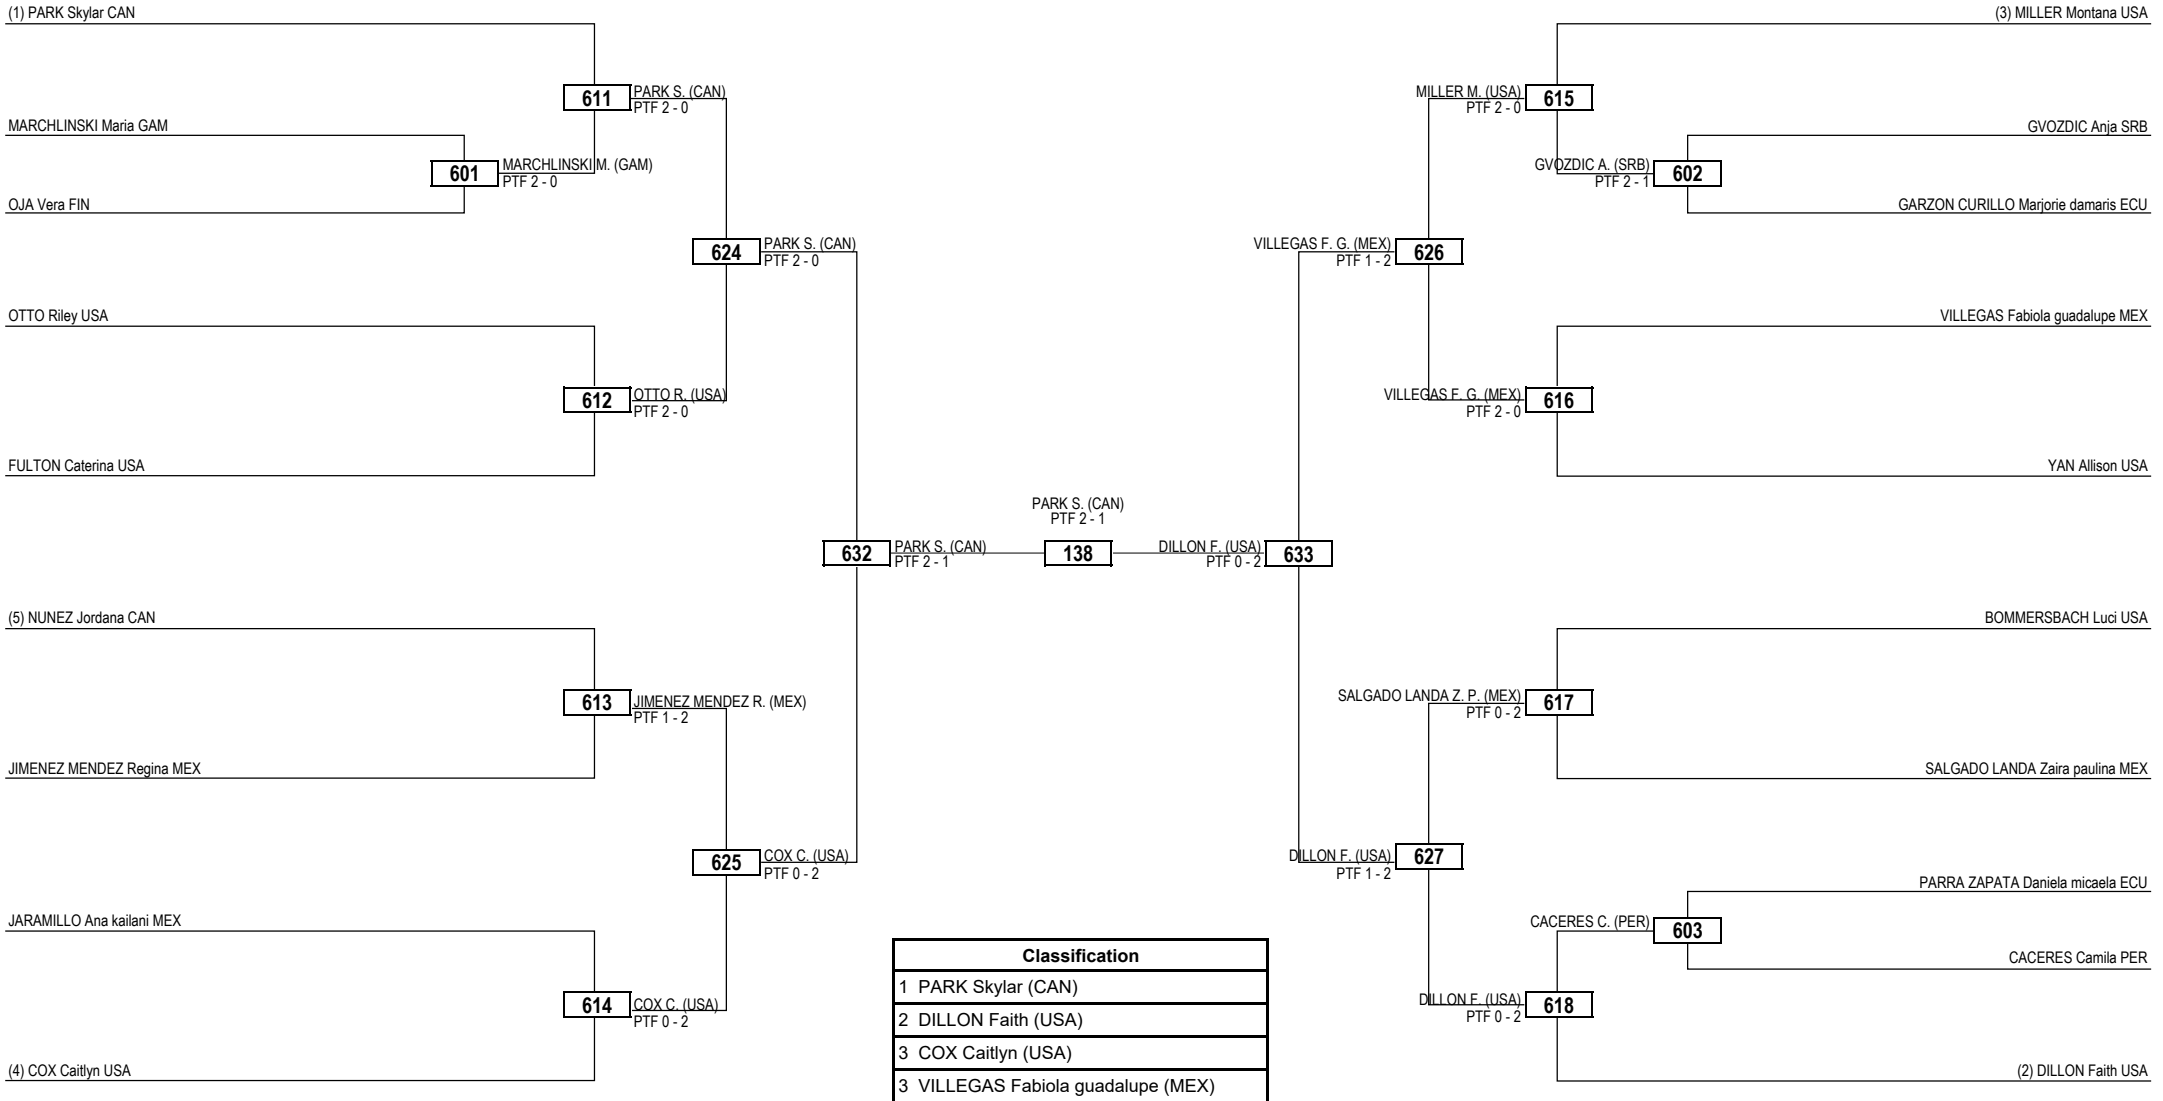 (1) PARK Skylar CAN
611
PARK S. (CAN)
PTF 2 - 0
MARCHLINSKI Maria GAM
601
MARCHLINSKI M. (GAM)
PTF 2 - 0
OJA Vera FIN
624
PARK S. (CAN)
PTF 2 - 0
OTTO Riley USA
612
OTTO R. (USA)
PTF 2 - 0
FULTON Caterina USA
632
PARK S. (CAN)
PTF 2 - 1
(5) NUNEZ Jordana CAN
613
JIMENEZ MENDEZ R. (MEX)
PTF 1 - 2
JIMENEZ MENDEZ Regina MEX
625
COX C. (USA)
PTF 0 - 2
JARAMILLO Ana kailani MEX
614
COX C. (USA)
PTF 0 - 2
(4) COX Caitlyn USA
PARK S. (CAN)
PTF 2 - 1
138
(3) MILLER Montana USA
MILLER M. (USA)
PTF 2 - 0
615
GVOZDIC Anja SRB
GVOZDIC A. (SRB)
PTF 2 - 1
602
GARZON CURILLO Marjorie damaris ECU
VILLEGAS F. G. (MEX)
PTF 1 - 2
626
VILLEGAS Fabiola guadalupe MEX
VILLEGAS F. G. (MEX)
PTF 2 - 0
616
YAN Allison USA
DILLON F. (USA)
PTF 0 - 2
633
BOMMERSBACH Luci USA
SALGADO LANDA Z. P. (MEX)
PTF 0 - 2
617
SALGADO LANDA Zaira paulina MEX
DILLON F. (USA)
PTF 1 - 2
627
PARRA ZAPATA Daniela micaela ECU
CACERES C. (PER)
603
CACERES Camila PER
DILLON F. (USA)
PTF 0 - 2
618
(2) DILLON Faith USA
Classification
1 PARK Skylar (CAN)
2 DILLON Faith (USA)
3 COX Caitlyn (USA)
3 VILLEGAS Fabiola guadalupe (MEX)